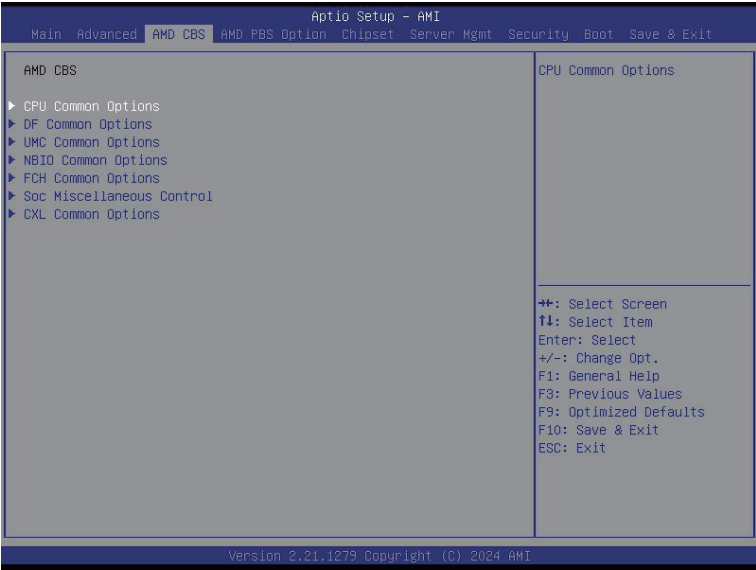 Aptio Setup – AMI
Main Advanced AMD CBS AMD PBS Option Chipset Server Mgmt Security Boot Save & Exit
AMD CBS
CPU Common Options
DF Common Options
UMC Common Options
NBIO Common Options
FCH Common Options
Soc Miscellaneous Control
CXL Common Options
CPU Common Options
→←: Select Screen
↑↓: Select Item
Enter: Select
+/-: Change Opt.
F1: General Help
F3: Previous Values
F9: Optimized Defaults
F10: Save & Exit
ESC: Exit
Version 2.21.1279 Copyright (C) 2024 AMI